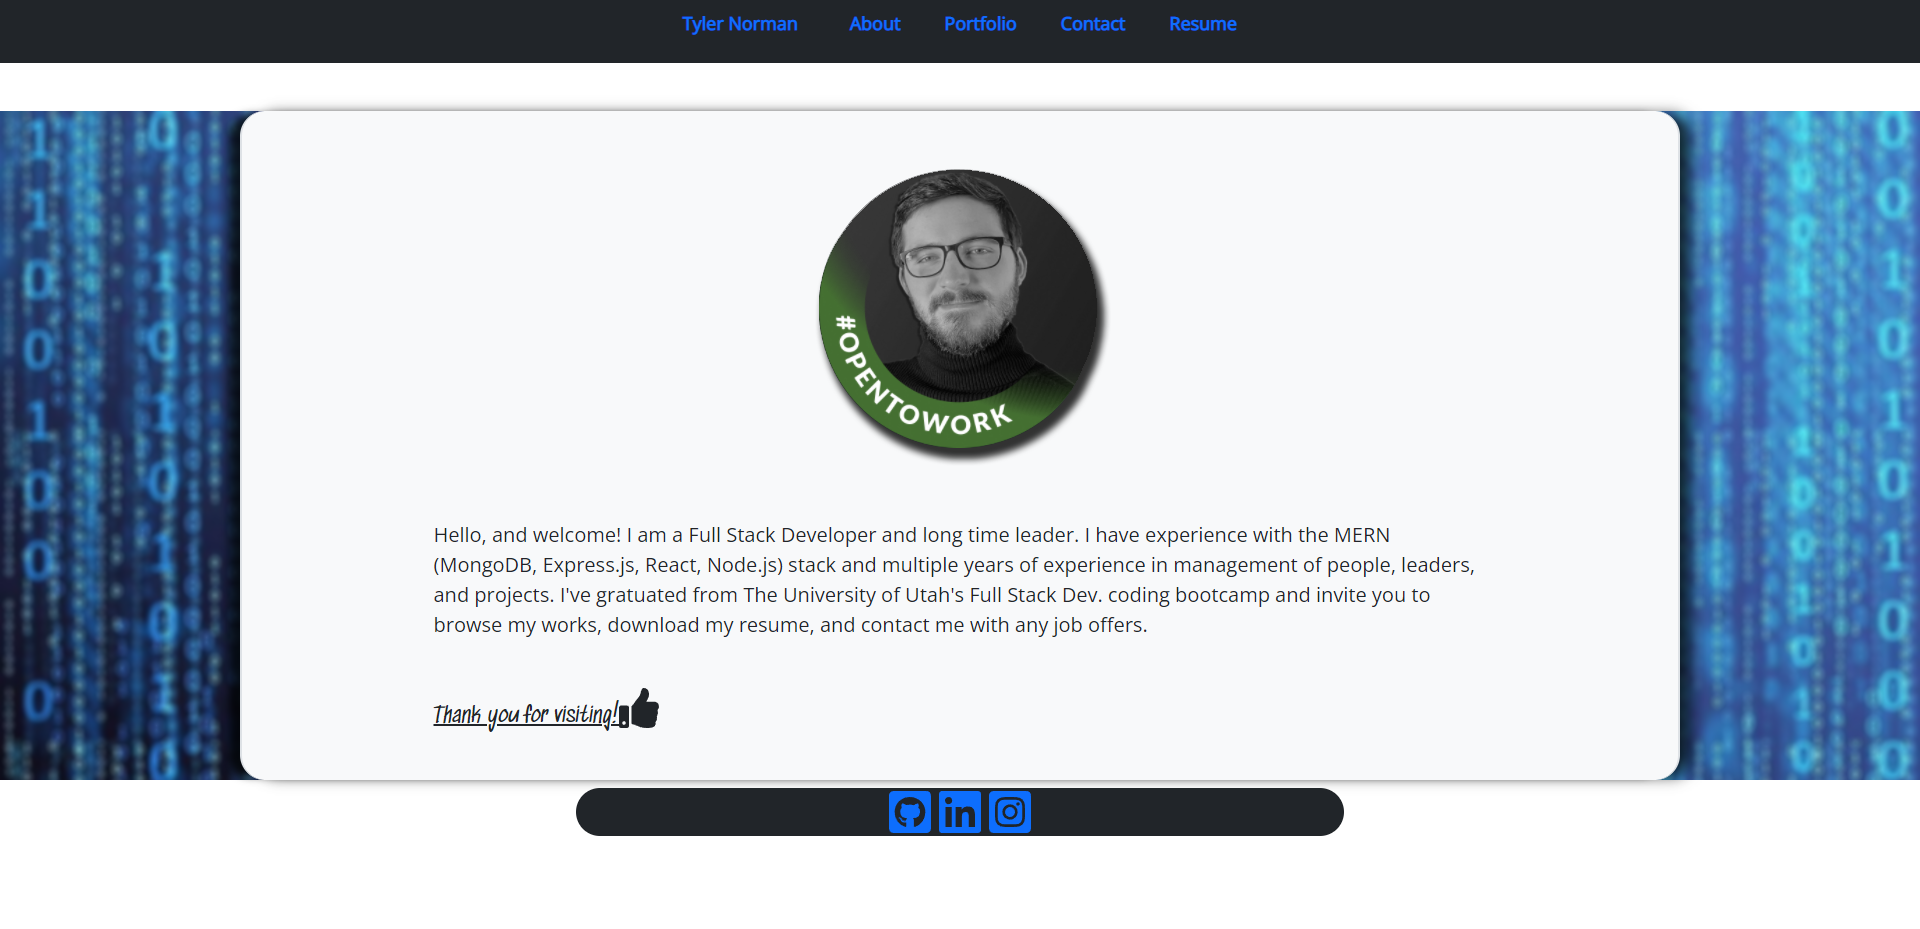 Tyler Norman About Portfolio Contact Resume
#OPENTOWORK
Hello, and welcome! I am a Full Stack Developer and long time leader. I have experience with the MERN
(MongoDB, Express.js, React, Node.js) stack and multiple years of experience in management of people, leaders,
and projects. I've gratuated from The University of Utah's Full Stack Dev. coding bootcamp and invite you to
browse my works, download my resume, and contact me with any job offers.
Thank you for visiting!
in